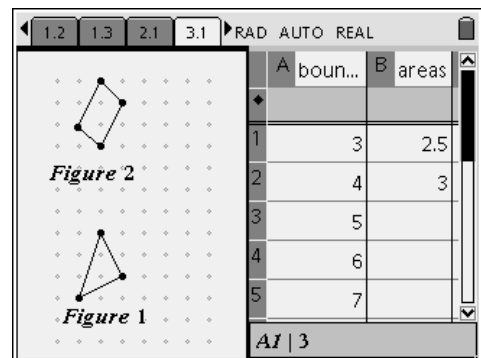 1.2 1.3 2.1 3.1 RAD AUTO REAL
Figure 2
Figure 1
A boun... B areas
1 3 2.5
2 4 3
3 5
4 6
5 7
A1 | 3